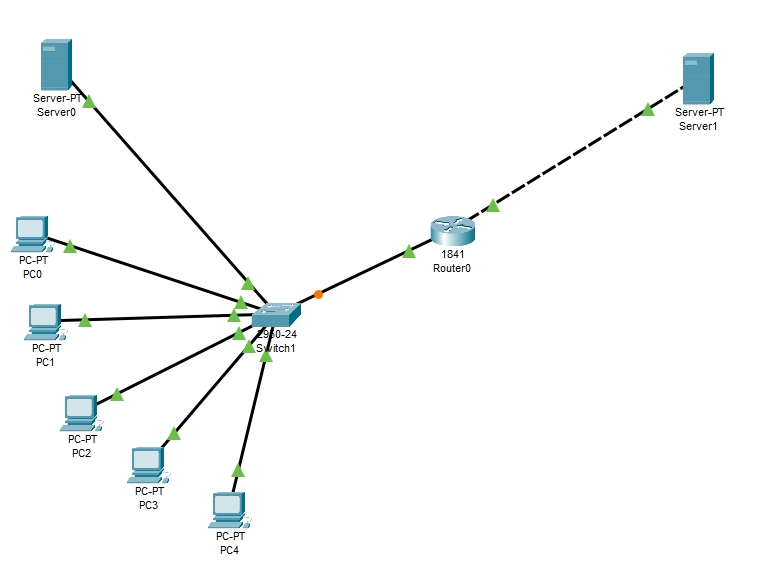 Server-PT
Server0
Server-PT
Server1
PC-PT
PC0
1841
Router0
PC-PT
PC1
2950-24
Switch1
PC-PT
PC2
PC-PT
PC3
PC-PT
PC4